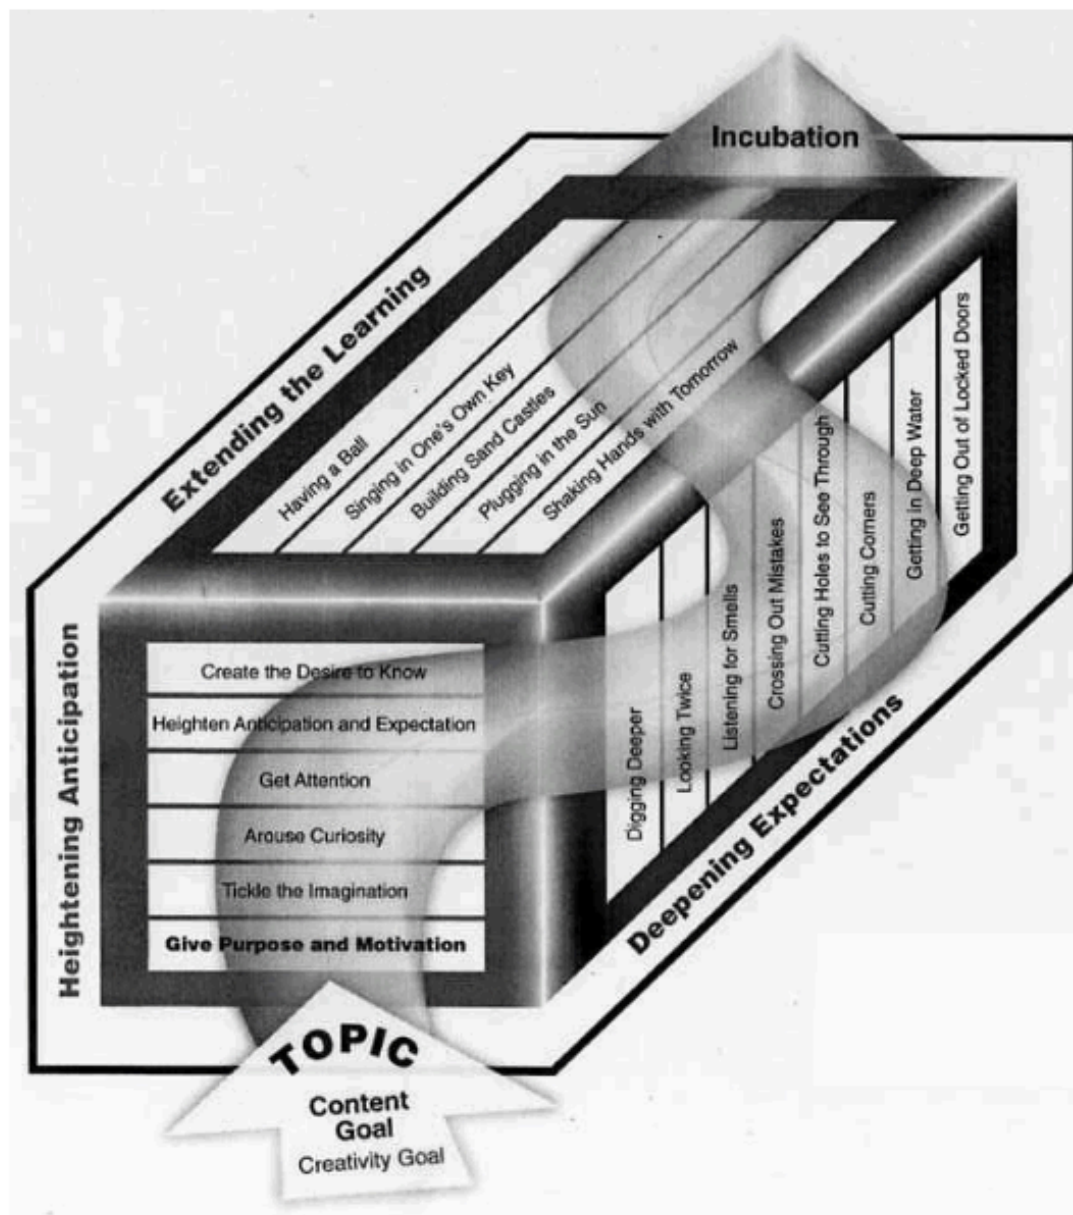 Incubation
Extending the Learning
Having a Ball
Singing in One's Own Key
Building Sand Castles
Plugging in the Sun
Shaking Hands with Tomorrow
Heightening Anticipation
Create the Desire to Know
Heighten Anticipation and Expectation
Get Attention
Arouse Curiosity
Tickle the Imagination
Give Purpose and Motivation
Deepening Expectations
Digging Deeper
Looking Twice
Listening for Smells
Crossing Out Mistakes
Cutting Holes to See Through
Cutting Corners
Getting in Deep Water
Getting Out of Locked Doors
TOPIC
Content
Goal
Creativity Goal